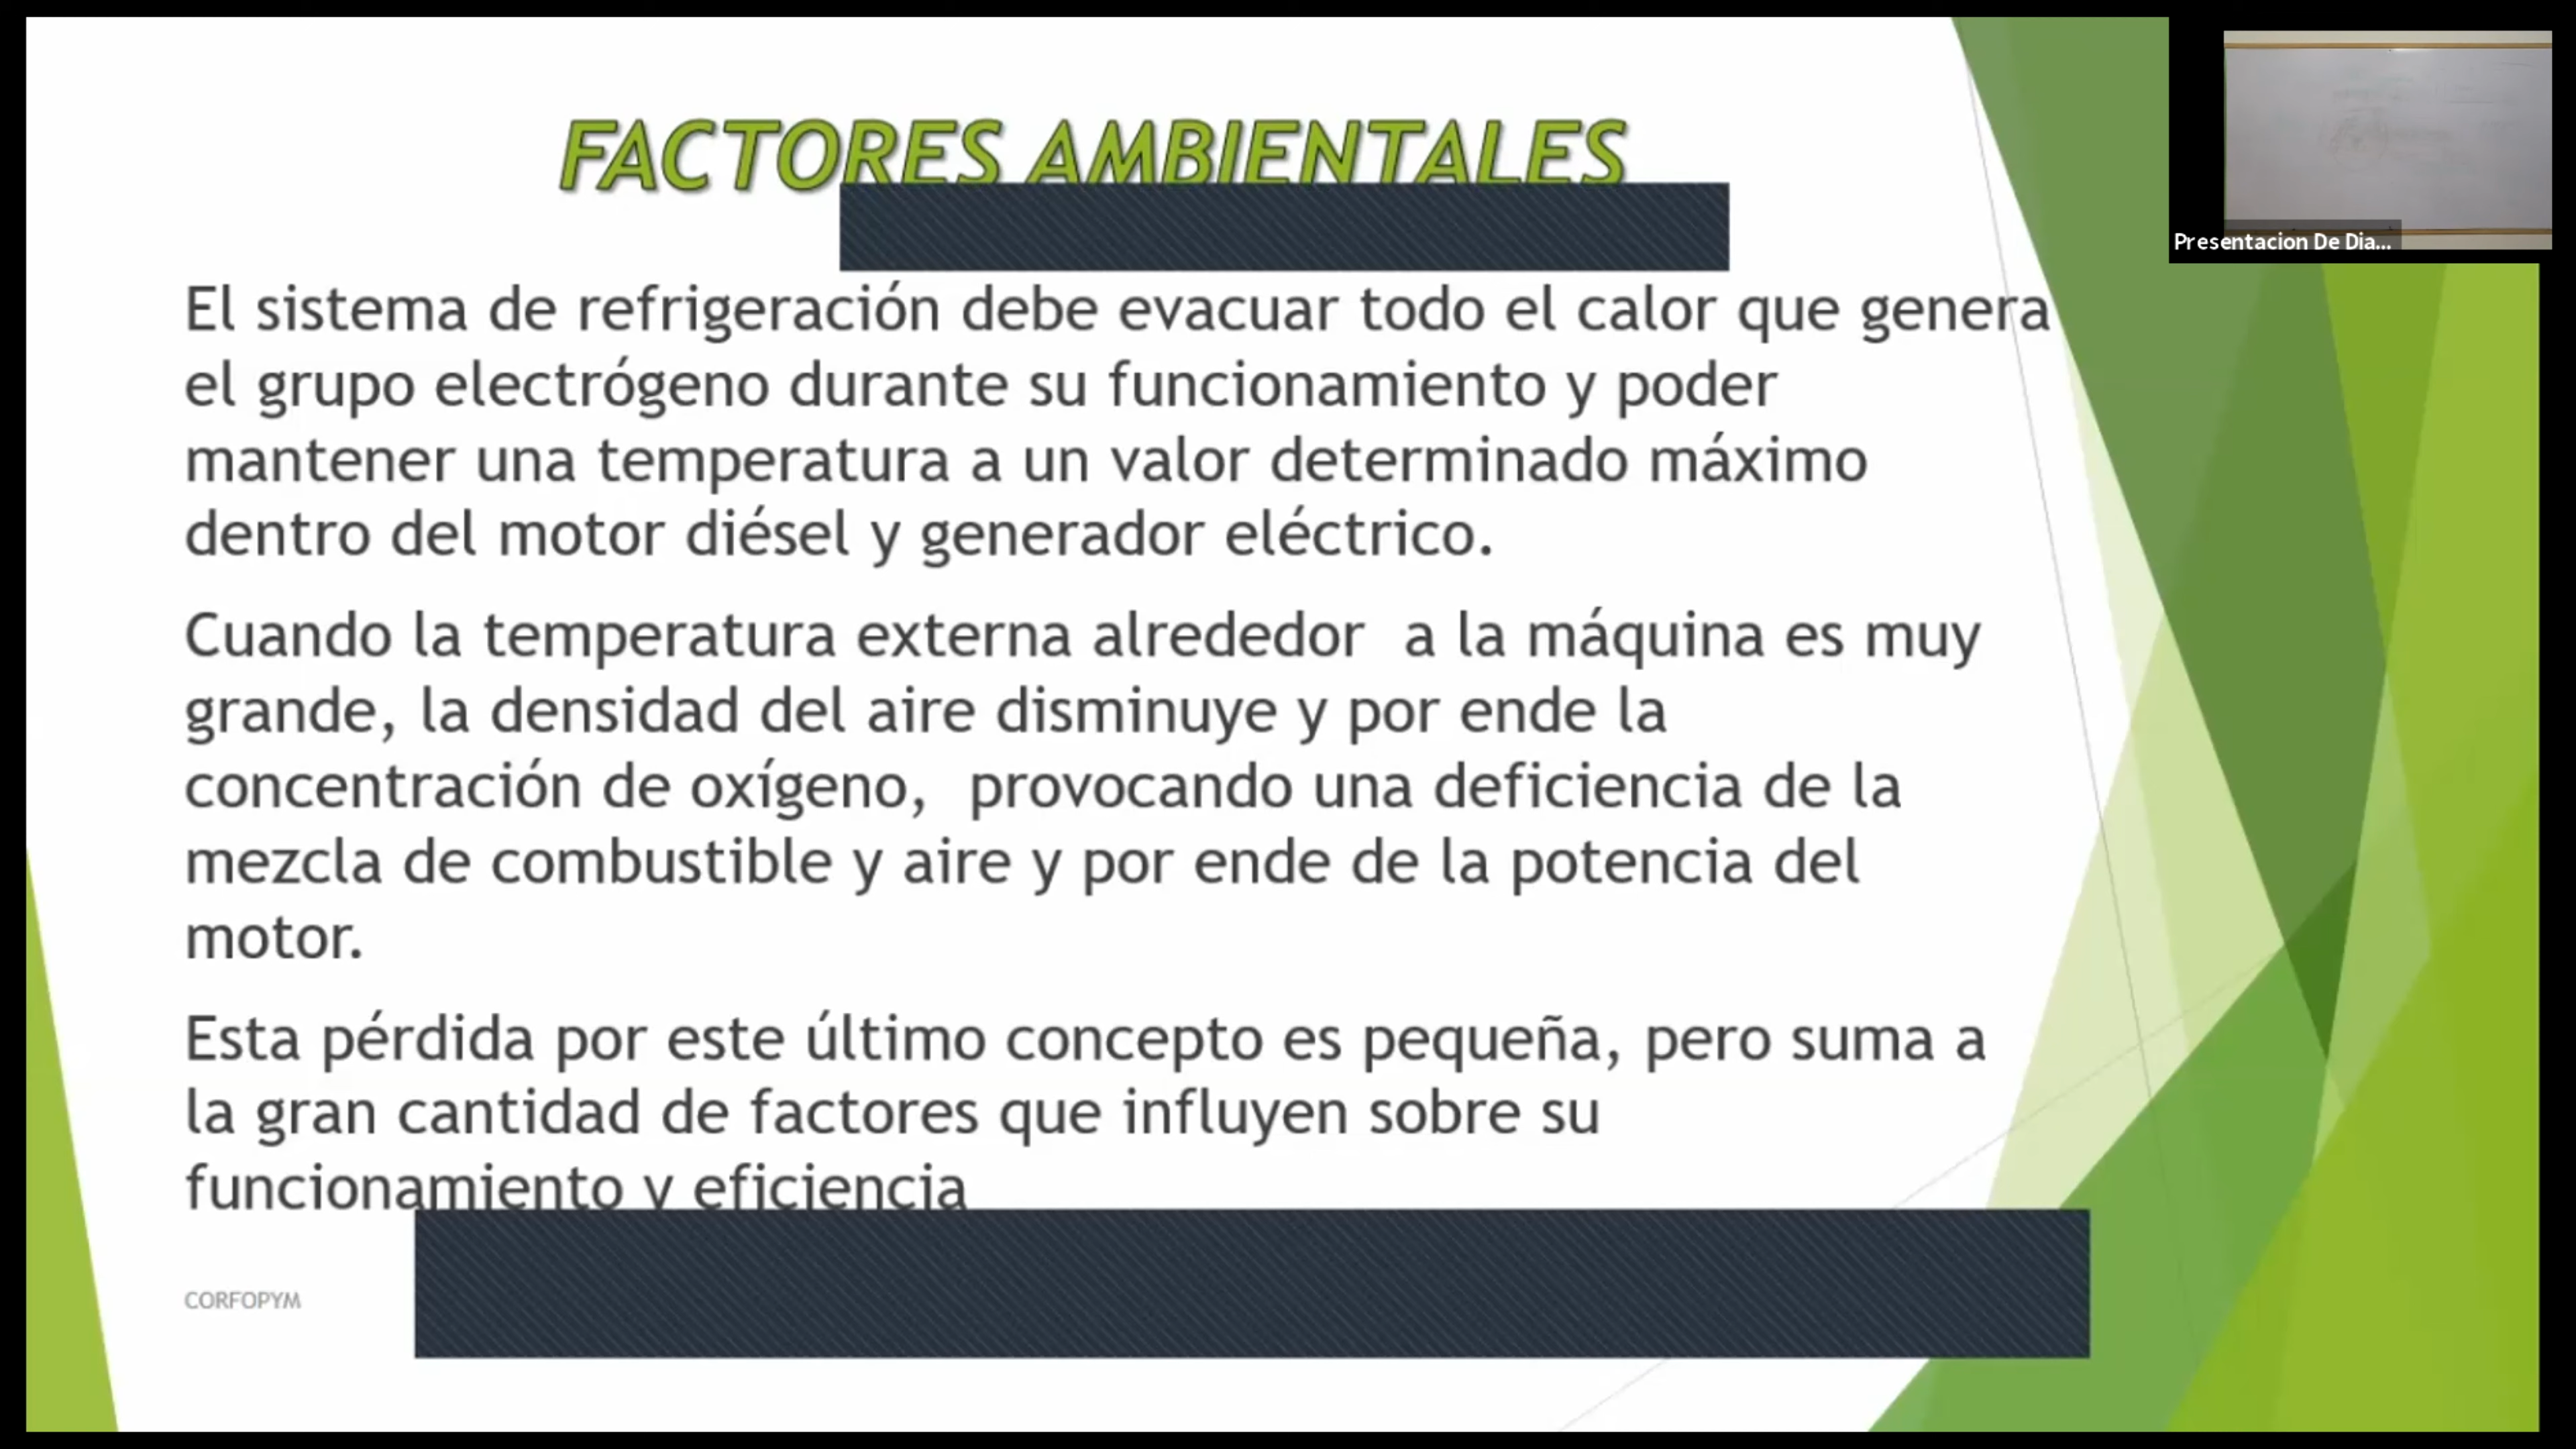 FACTORES AMBIENTALES
Presentacion De Dia...
El sistema de refrigeración debe evacuar todo el calor que genera
el grupo electrógeno durante su funcionamiento y poder
mantener una temperatura a un valor determinado máximo
dentro del motor diésel y generador eléctrico.
Cuando la temperatura externa alrededor  a la máquina es muy
grande, la densidad del aire disminuye y por ende la
concentración de oxígeno,  provocando una deficiencia de la
mezcla de combustible y aire y por ende de la potencia del
motor.
Esta pérdida por este último concepto es pequeña, pero suma a
la gran cantidad de factores que influyen sobre su
funcionamiento y eficiencia
CORFOPYM